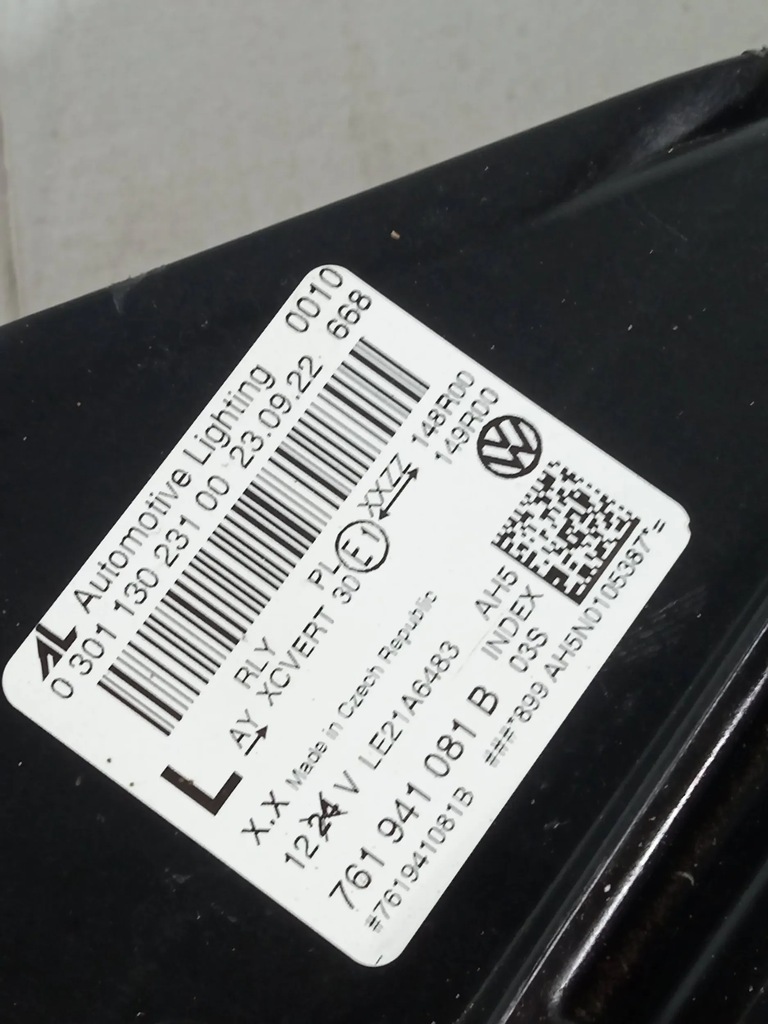 AL Automotive Lighting 0010
0 301 130 231 00 23.09.22 668
L
RLY PL
AY XCVERT 30 E1 XXZZ 148R00
149R00
X.X Made in Czech Republic
12 24 V LE21A6483 AH5
761 941 081 B INDEX
03S
#761941081B ###*899 AH5N0105387*=